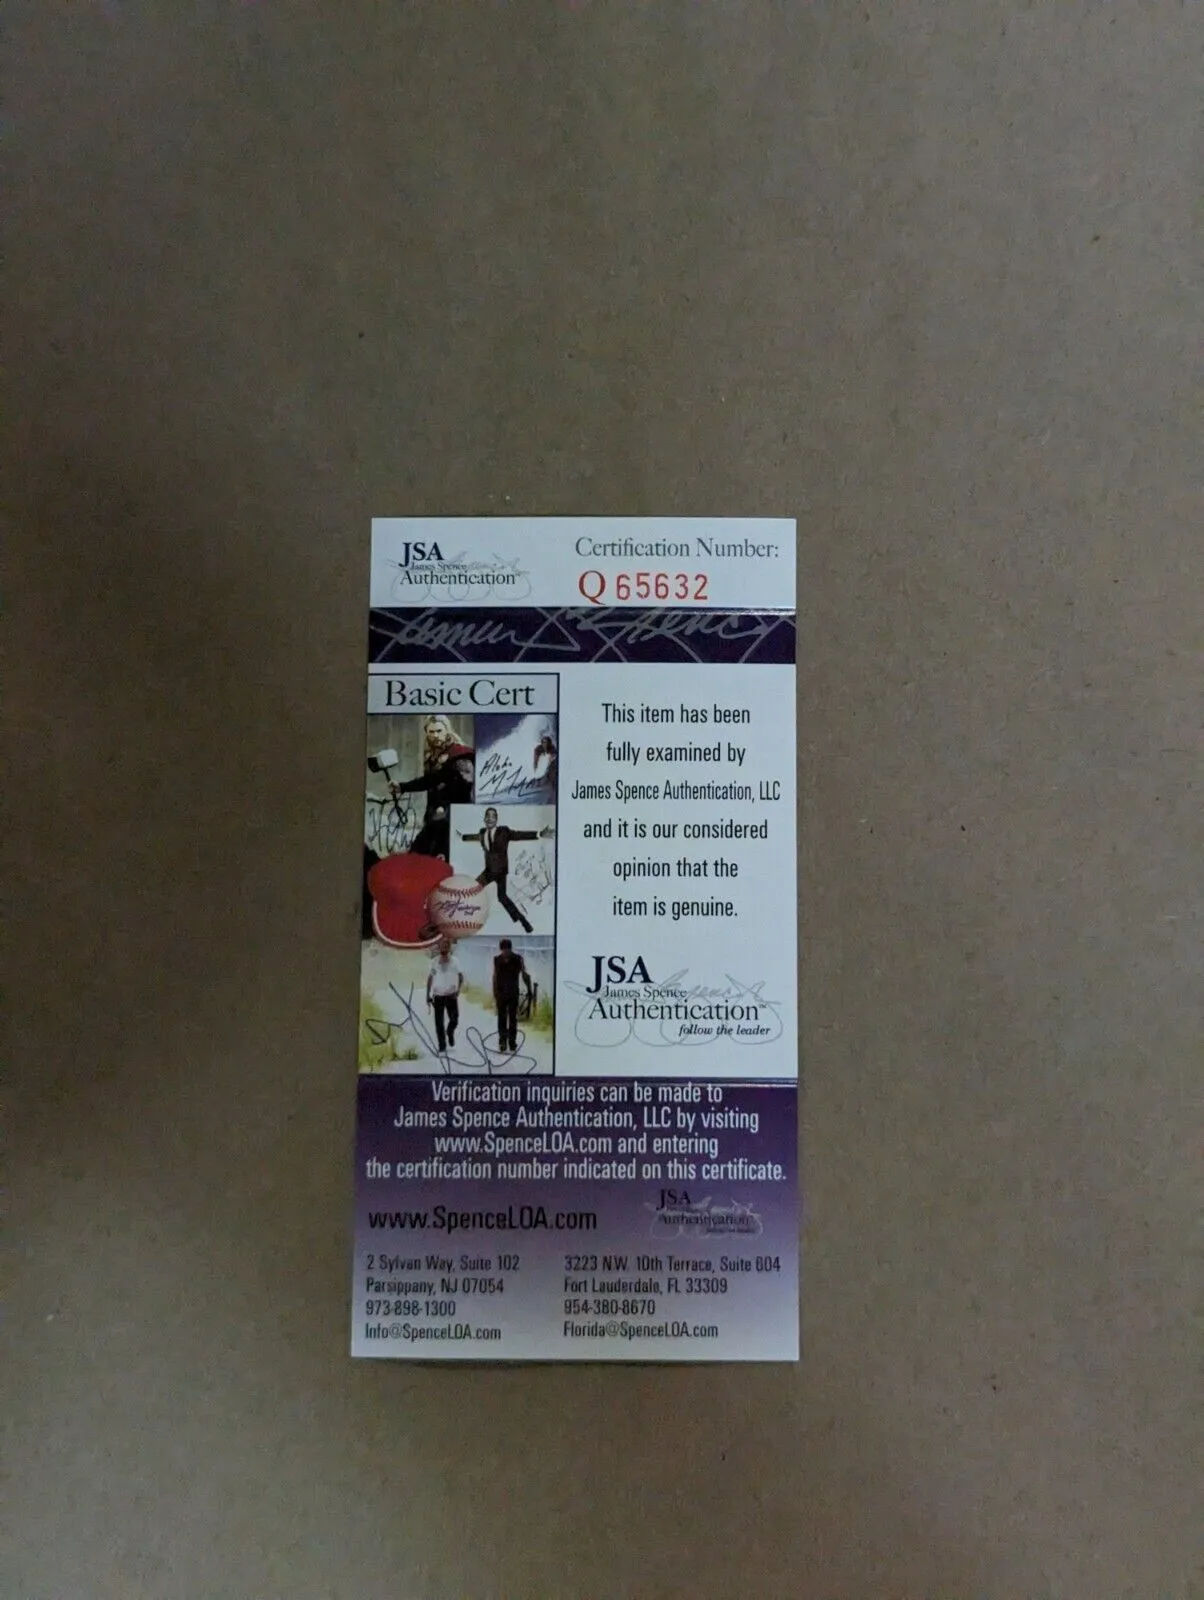 JSA
James Spence
Authentication™
Certification Number:
Q 65632
Basic Cert
Aloha
This item has been
fully examined by
James Spence Authentication, LLC
and it is our considered
opinion that the
item is genuine.
JSA
James Spence
Authentication™
follow the leader
Verification inquiries can be made to
James Spence Authentication, LLC by visiting
www.SpenceLOA.com and entering
the certification number indicated on this certificate.
www.SpenceLOA.com
JSA
Authentication
2 Sylvan Way, Suite 102
Parsippany, NJ 07054
973-898-1300
Info@SpenceLOA.com
3223 N.W. 10th Terrace, Suite 604
Fort Lauderdale, FL 33309
954-380-8670
Florida@SpenceLOA.com